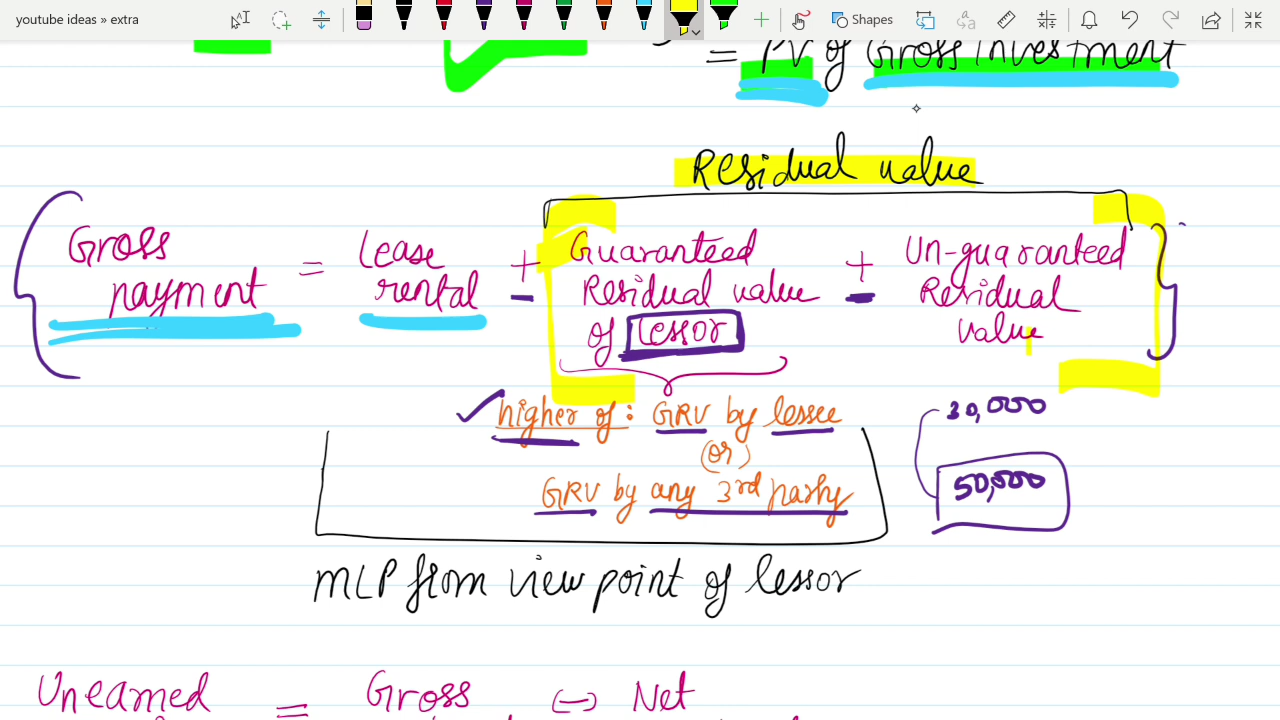 youtube ideas » extra
Shapes
= PV of Gross Investment
Residual value
Gross payment = Lease rental + Guaranteed Residual value of lessor + Un-guaranteed Residual value
higher of: GRV by lessee
(or)
GRV by any 3rd party
30,000
50,000
MLP from view point of lessor
Unearned = Gross (-) Net